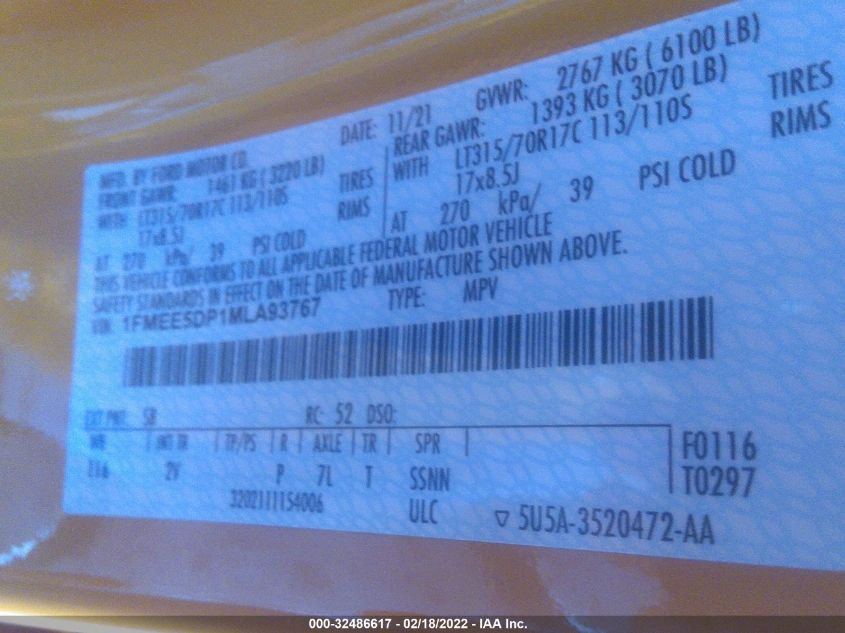 MFD. BY FORD MOTOR CO.
DATE: 11/21
GVWR: 2767 KG ( 6100 LB)
FRONT GAWR: 1461 KG ( 3220 LB)
REAR GAWR: 1393 KG ( 3070 LB)
WITH LT315/70R17C 113/110S TIRES
17x8.5J RIMS
AT 270 kPa/ 39 PSI COLD
WITH LT315/70R17C 113/110S TIRES
17x8.5J RIMS
AT 270 kPa/ 39 PSI COLD
THIS VEHICLE CONFORMS TO ALL APPLICABLE FEDERAL MOTOR VEHICLE
SAFETY STANDARDS IN EFFECT ON THE DATE OF MANUFACTURE SHOWN ABOVE.
VIN: 1FMEE5DP1MLA93767 TYPE: MPV
EXT PNT: SB RC: 52 DSO:
WB INT TR TP/PS R AXLE TR SPR
116 2V P 7L T SSNN
F0116
T0297
3202111154006 ULC
5U5A-3520472-AA
000-32486617 - 02/18/2022 - IAA Inc.